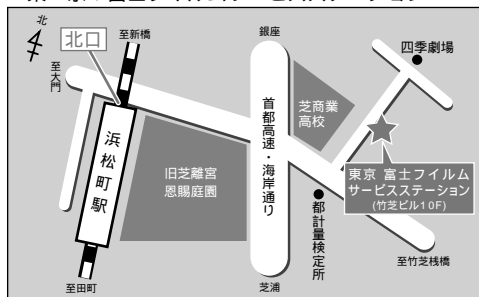 北
至新橋
北口
銀座
四季劇場
至大門
芝商業
高校
首都高速・海岸通り
浜松町駅
旧芝離宮
恩賜庭園
東京 富士フイルム
サービスステーション
(竹芝ビル10F)
都計量検定所
至竹芝桟橋
至田町
芝浦